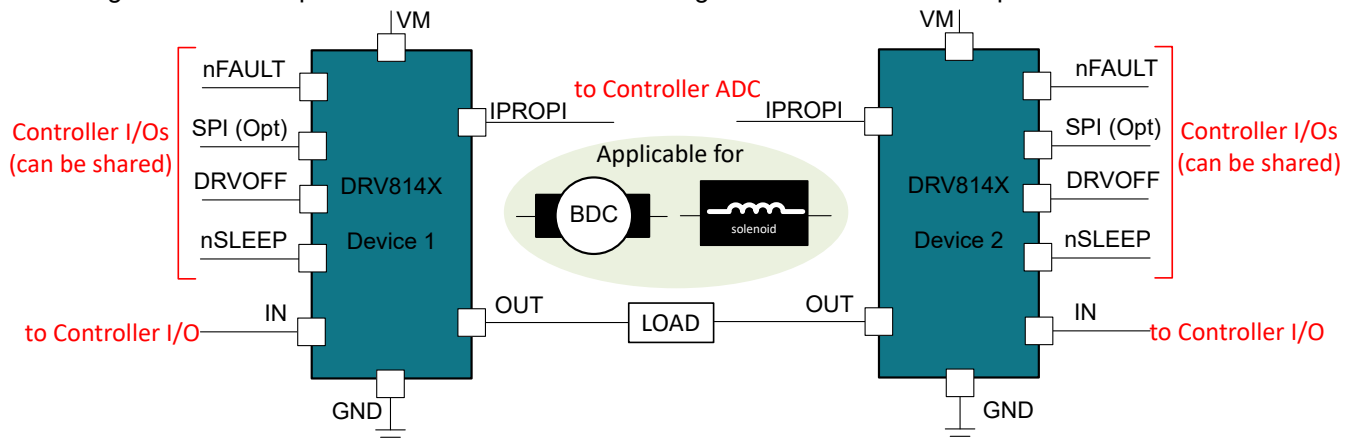 VM
VM
nFAULT
SPI (Opt)
DRVOFF
nSLEEP
IN
Controller I/Os
(can be shared)
to Controller I/O
DRV814X
Device 1
GND
IPROPI
OUT
to Controller ADC
Applicable for
BDC
solenoid
LOAD
IPROPI
OUT
DRV814X
Device 2
GND
nFAULT
SPI (Opt)
DRVOFF
nSLEEP
IN
Controller I/Os
(can be shared)
to Controller I/O